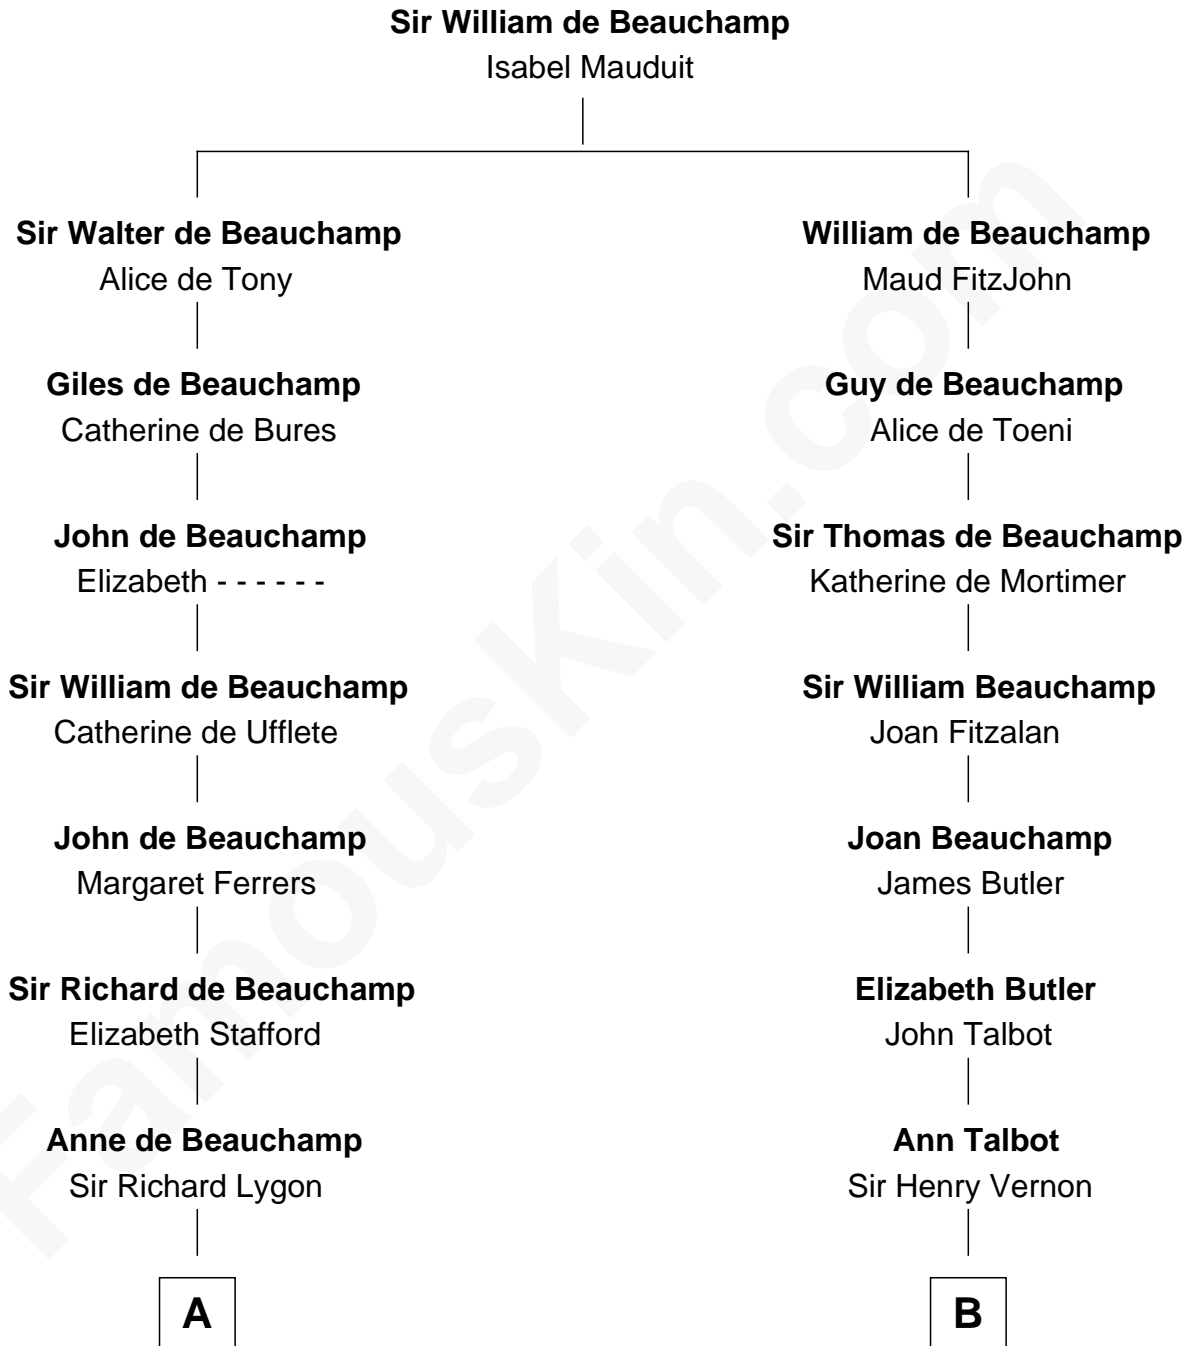 Sir William de Beauchamp
Isabel Mauduit
Sir Walter de Beauchamp
Alice de Tony
William de Beauchamp
Maud FitzJohn
Giles de Beauchamp
Catherine de Bures
Guy de Beauchamp
Alice de Toeni
John de Beauchamp
Elizabeth - - - - - -
Sir Thomas de Beauchamp
Katherine de Mortimer
Sir William de Beauchamp
Catherine de Ufflete
Sir William Beauchamp
Joan Fitzalan
John de Beauchamp
Margaret Ferrers
Joan Beauchamp
James Butler
Sir Richard de Beauchamp
Elizabeth Stafford
Elizabeth Butler
John Talbot
Anne de Beauchamp
Sir Richard Lygon
Ann Talbot
Sir Henry Vernon
A
B
FamousKin.com